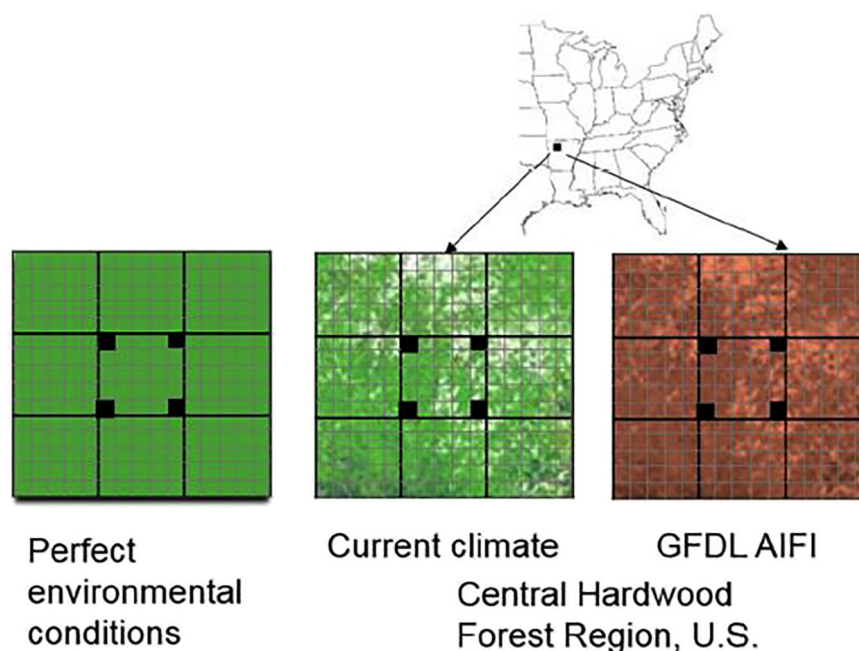 Perfect
environmental
conditions
Current climate
GFDL AIFI
Central Hardwood
Forest Region, U.S.